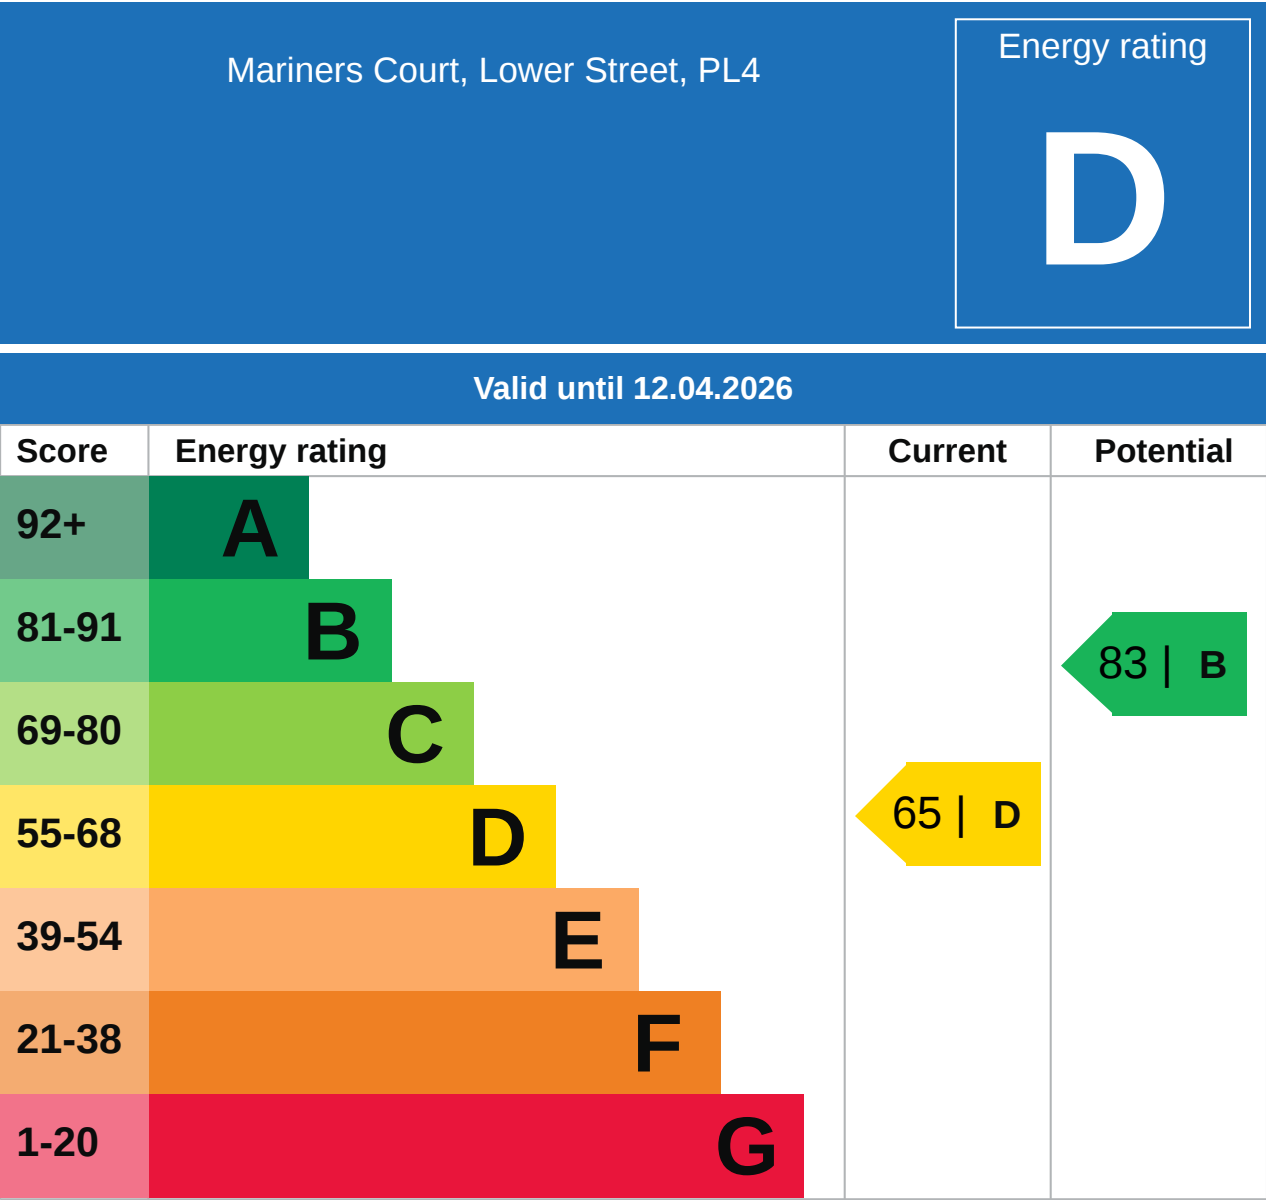 Mariners Court, Lower Street, PL4
Energy rating
D
Valid until 12.04.2026
Score Energy rating Current Potential
92+ A
81-91 B
83 | B
69-80 C
55-68 D
65 | D
39-54 E
21-38 F
1-20 G